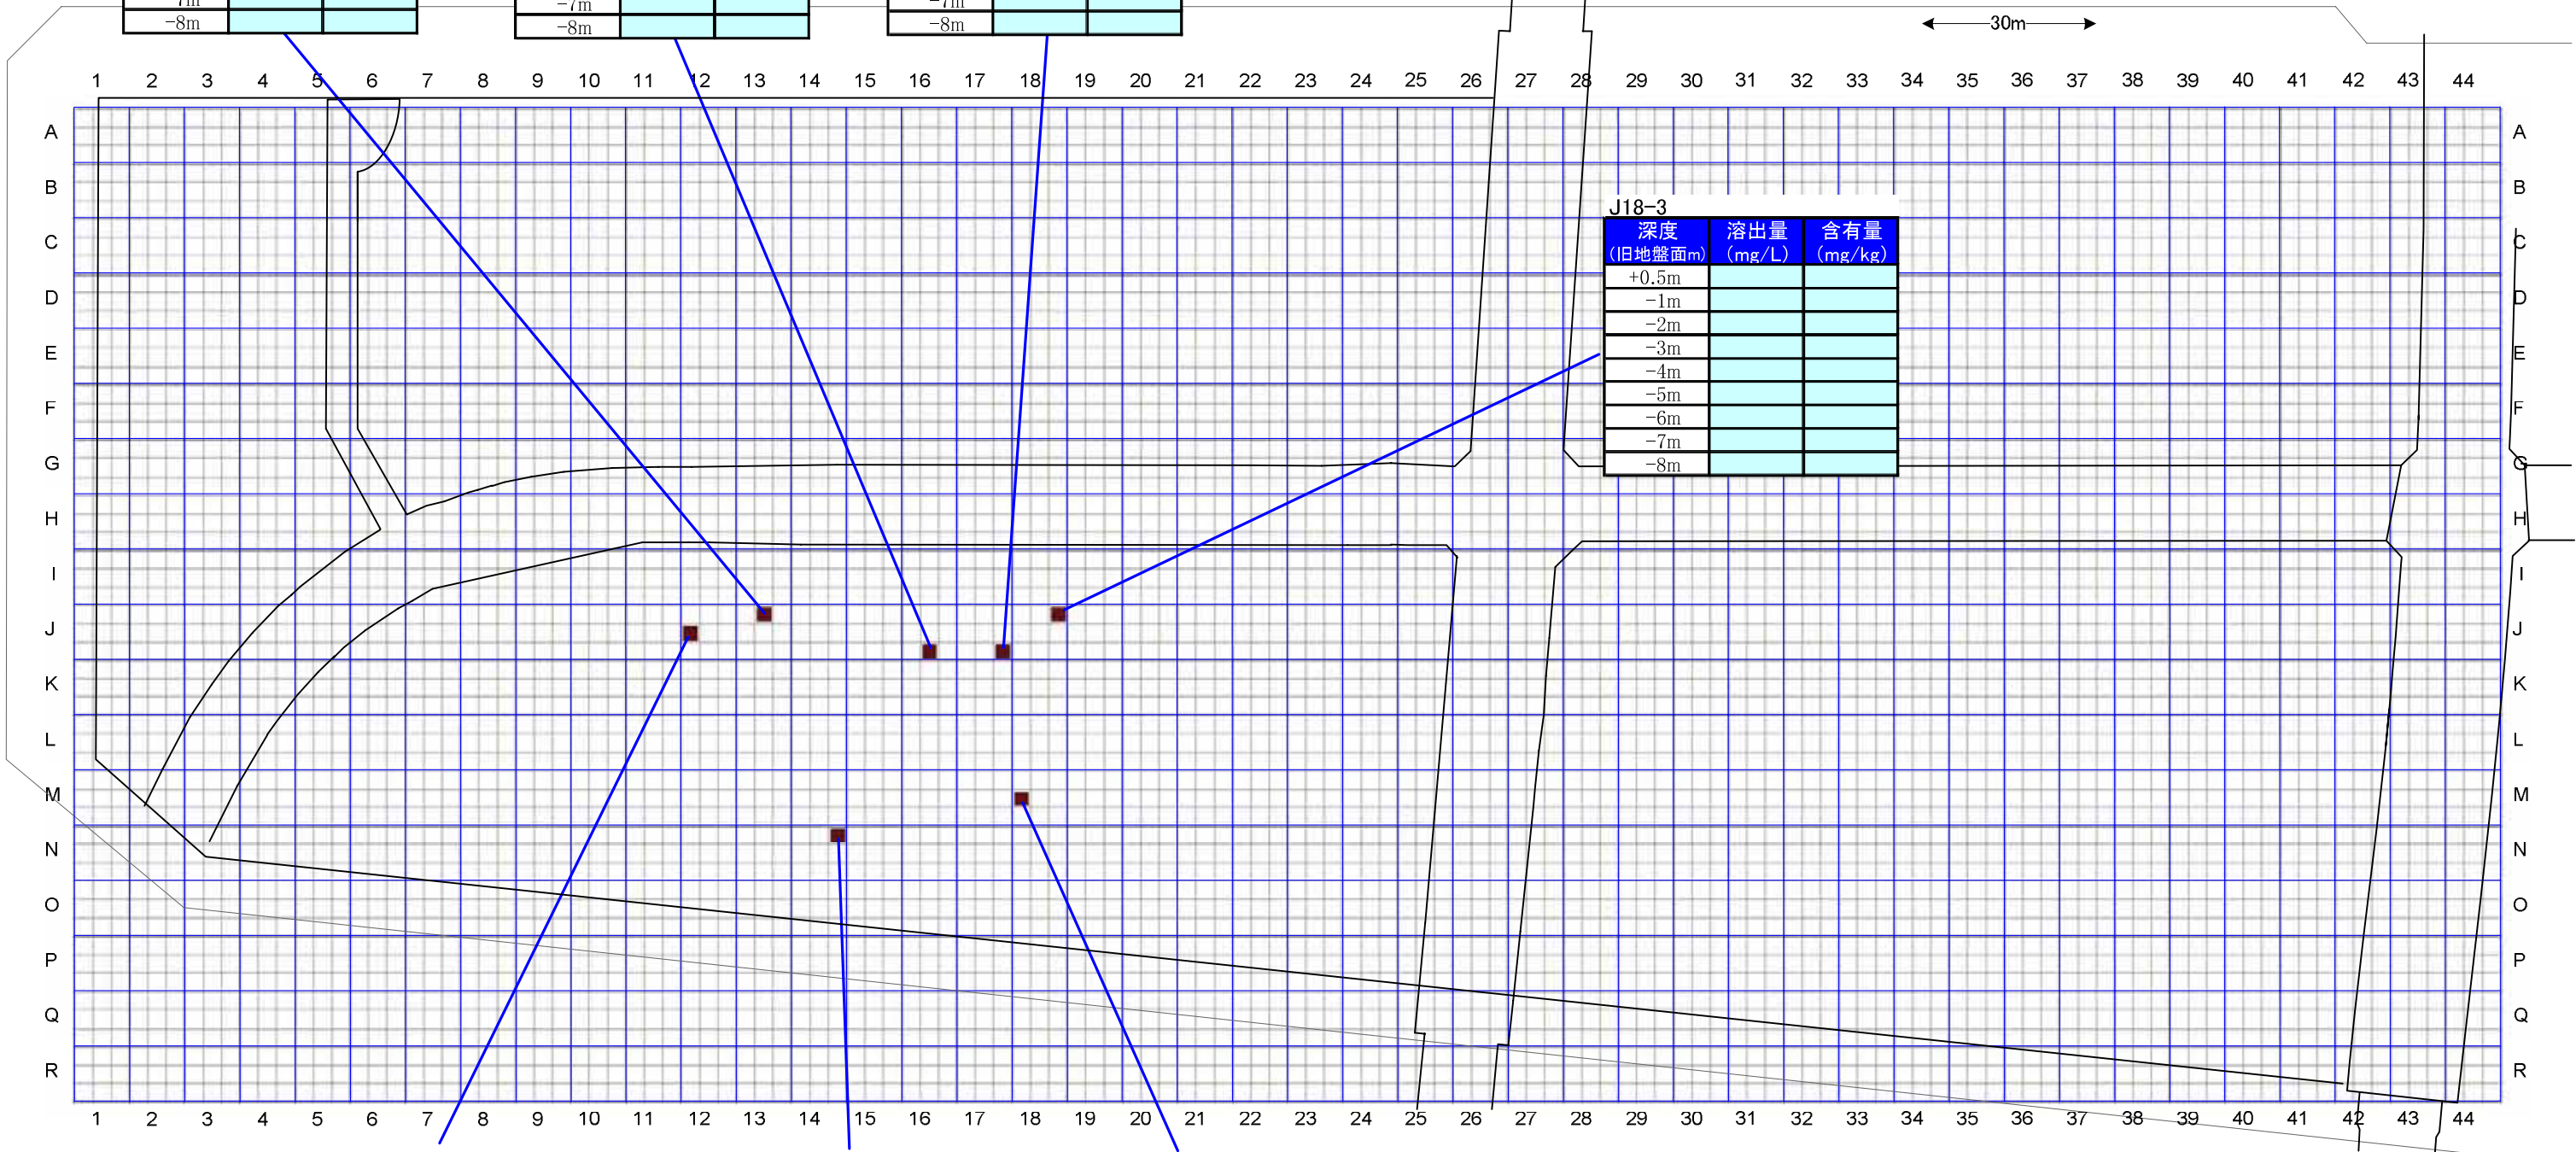 -7m
-7m
-7m
-8m
-8m
-8m
30m
1 2 3 4 5 6 7 8 9 10 11 12 13 14 15 16 17 18 19 20 21 22 23 24 25 26 27 28 29 30 31 32 33 34 35 36 37 38 39 40 41 42 43 44
A A
B B
J18-3
深度 溶出量 含有量
(旧地盤面m) (mg/L) (mg/kg)
C C
+0.5m
D D
-1m
-2m
E E
-3m
-4m
-5m
F F
-6m
-7m
G G
-8m
H H
I I
J J
K K
L L
M M
N N
O O
P P
Q Q
R R
1 2 3 4 5 6 7 8 9 10 11 12 13 14 15 16 17 18 19 20 21 22 23 24 25 26 27 28 29 30 31 32 33 34 35 36 37 38 39 40 41 42 43 44